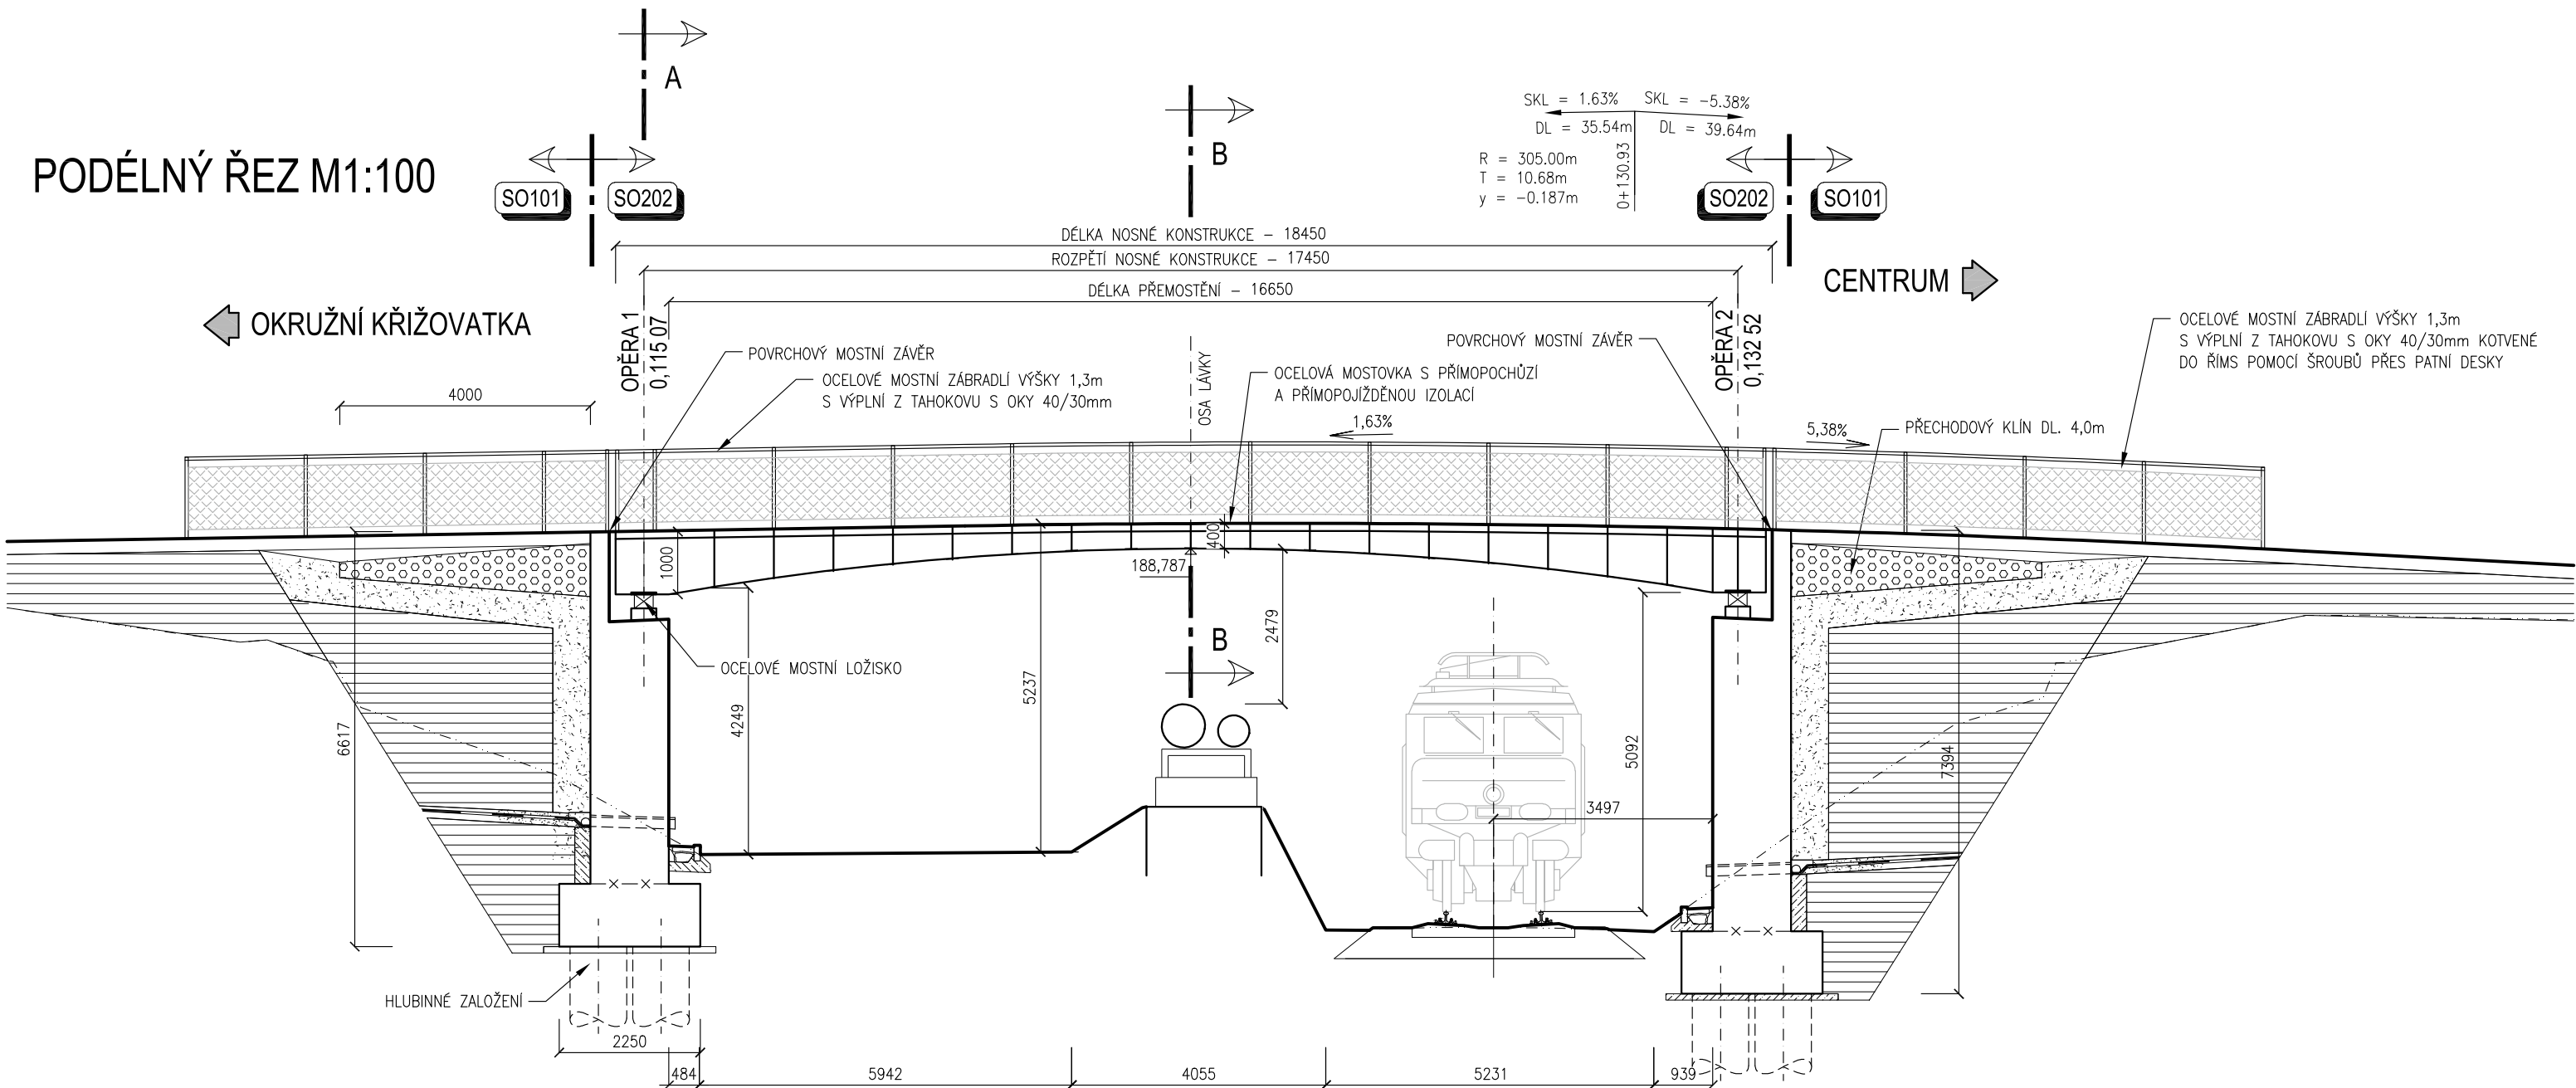 A
B
SKL = 1.63% SKL = -5.38%
DL = 35.54m DL = 39.64m
R = 305.00m
T = 10.68m
y = -0.187m
0+130.93
PODÉLNÝ ŘEZ M1:100
SO101 SO202
SO202 SO101
DÉLKA NOSNÉ KONSTRUKCE – 18450
ROZPĚTÍ NOSNÉ KONSTRUKCE – 17450
DÉLKA PŘEMOSTĚNÍ – 16650
CENTRUM
OKRUŽNÍ KŘIŽOVATKA
OPĚRA 1
0,115 07
OPĚRA 2
0,132 52
POVRCHOVÝ MOSTNÍ ZÁVĚR
OCELOVÉ MOSTNÍ ZÁBRADLÍ VÝŠKY 1,3m
S VÝPLNÍ Z TAHOKOVU S OKY 40/30mm
OSA LÁVKY
OCELOVÁ MOSTOVKA S PŘÍMOPOCHŮZÍ
A PŘÍMOPOJÍŽDĚNOU IZOLACÍ
POVRCHOVÝ MOSTNÍ ZÁVĚR
OCELOVÉ MOSTNÍ ZÁBRADLÍ VÝŠKY 1,3m
S VÝPLNÍ Z TAHOKOVU S OKY 40/30mm KOTVENÉ
DO ŘÍMS POMOCÍ ŠROUBŮ PŘES PATNÍ DESKY
4000
1,63%
5,38%
PŘECHODOVÝ KLÍN DL. 4,0m
1000
400
188,787
2479
B
OCELOVÉ MOSTNÍ LOŽISKO
6617
4249
5237
5092
3497
7394
HLUBINNÉ ZALOŽENÍ
2250
484
5942
4055
5231
939